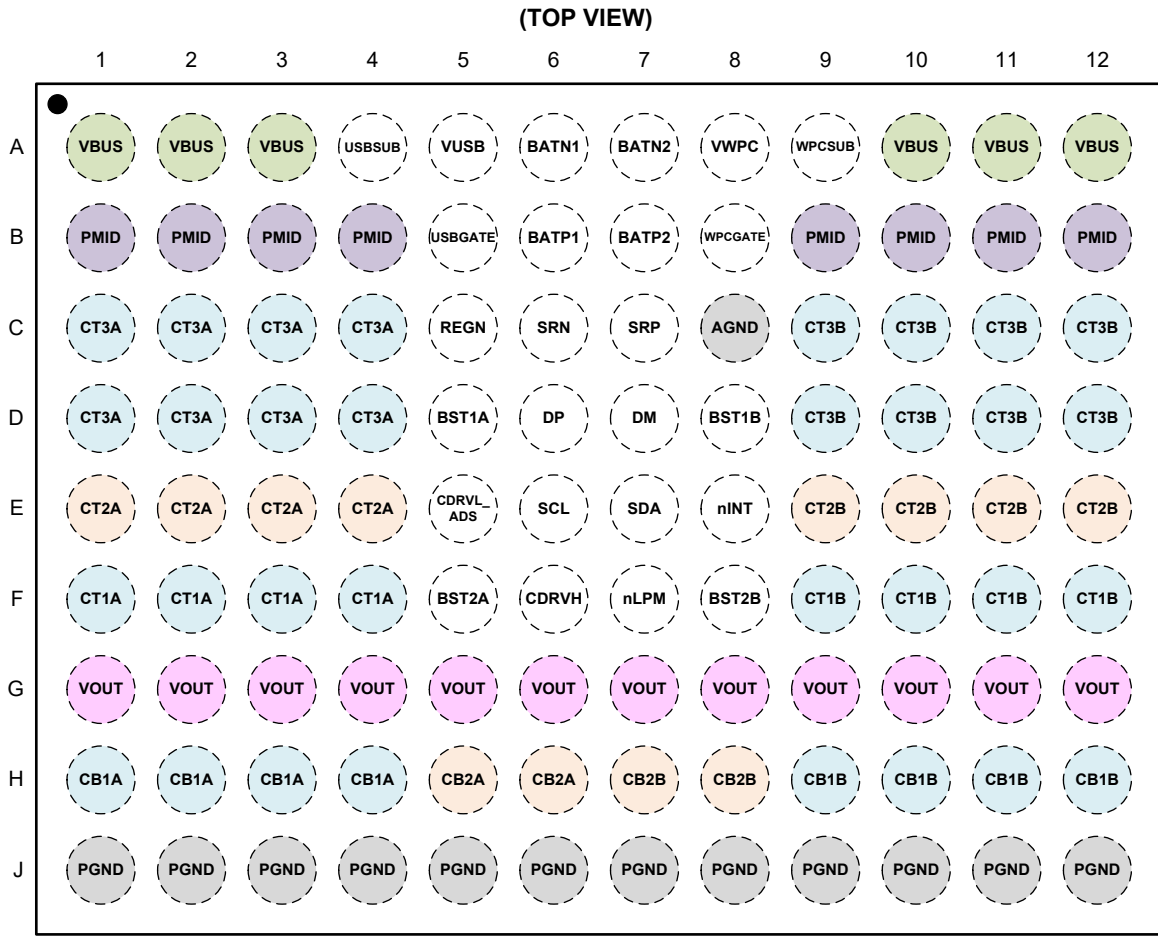 (TOP VIEW)
1 2 3 4 5 6 7 8 9 10 11 12
A VBUS VBUS VBUS USBSUB VUSB BATN1 BATN2 VWPC WPCSUB VBUS VBUS VBUS
B PMID PMID PMID PMID USBGATE BATP1 BATP2 WPCGATE PMID PMID PMID PMID
C CT3A CT3A CT3A CT3A REGN SRN SRP AGND CT3B CT3B CT3B CT3B
D CT3A CT3A CT3A CT3A BST1A DP DM BST1B CT3B CT3B CT3B CT3B
E CT2A CT2A CT2A CT2A CDRVL_ADS SCL SDA nINT CT2B CT2B CT2B CT2B
F CT1A CT1A CT1A CT1A BST2A CDRVH nLPM BST2B CT1B CT1B CT1B CT1B
G VOUT VOUT VOUT VOUT VOUT VOUT VOUT VOUT VOUT VOUT VOUT VOUT
H CB1A CB1A CB1A CB1A CB2A CB2A CB2B CB2B CB1B CB1B CB1B CB1B
J PGND PGND PGND PGND PGND PGND PGND PGND PGND PGND PGND PGND